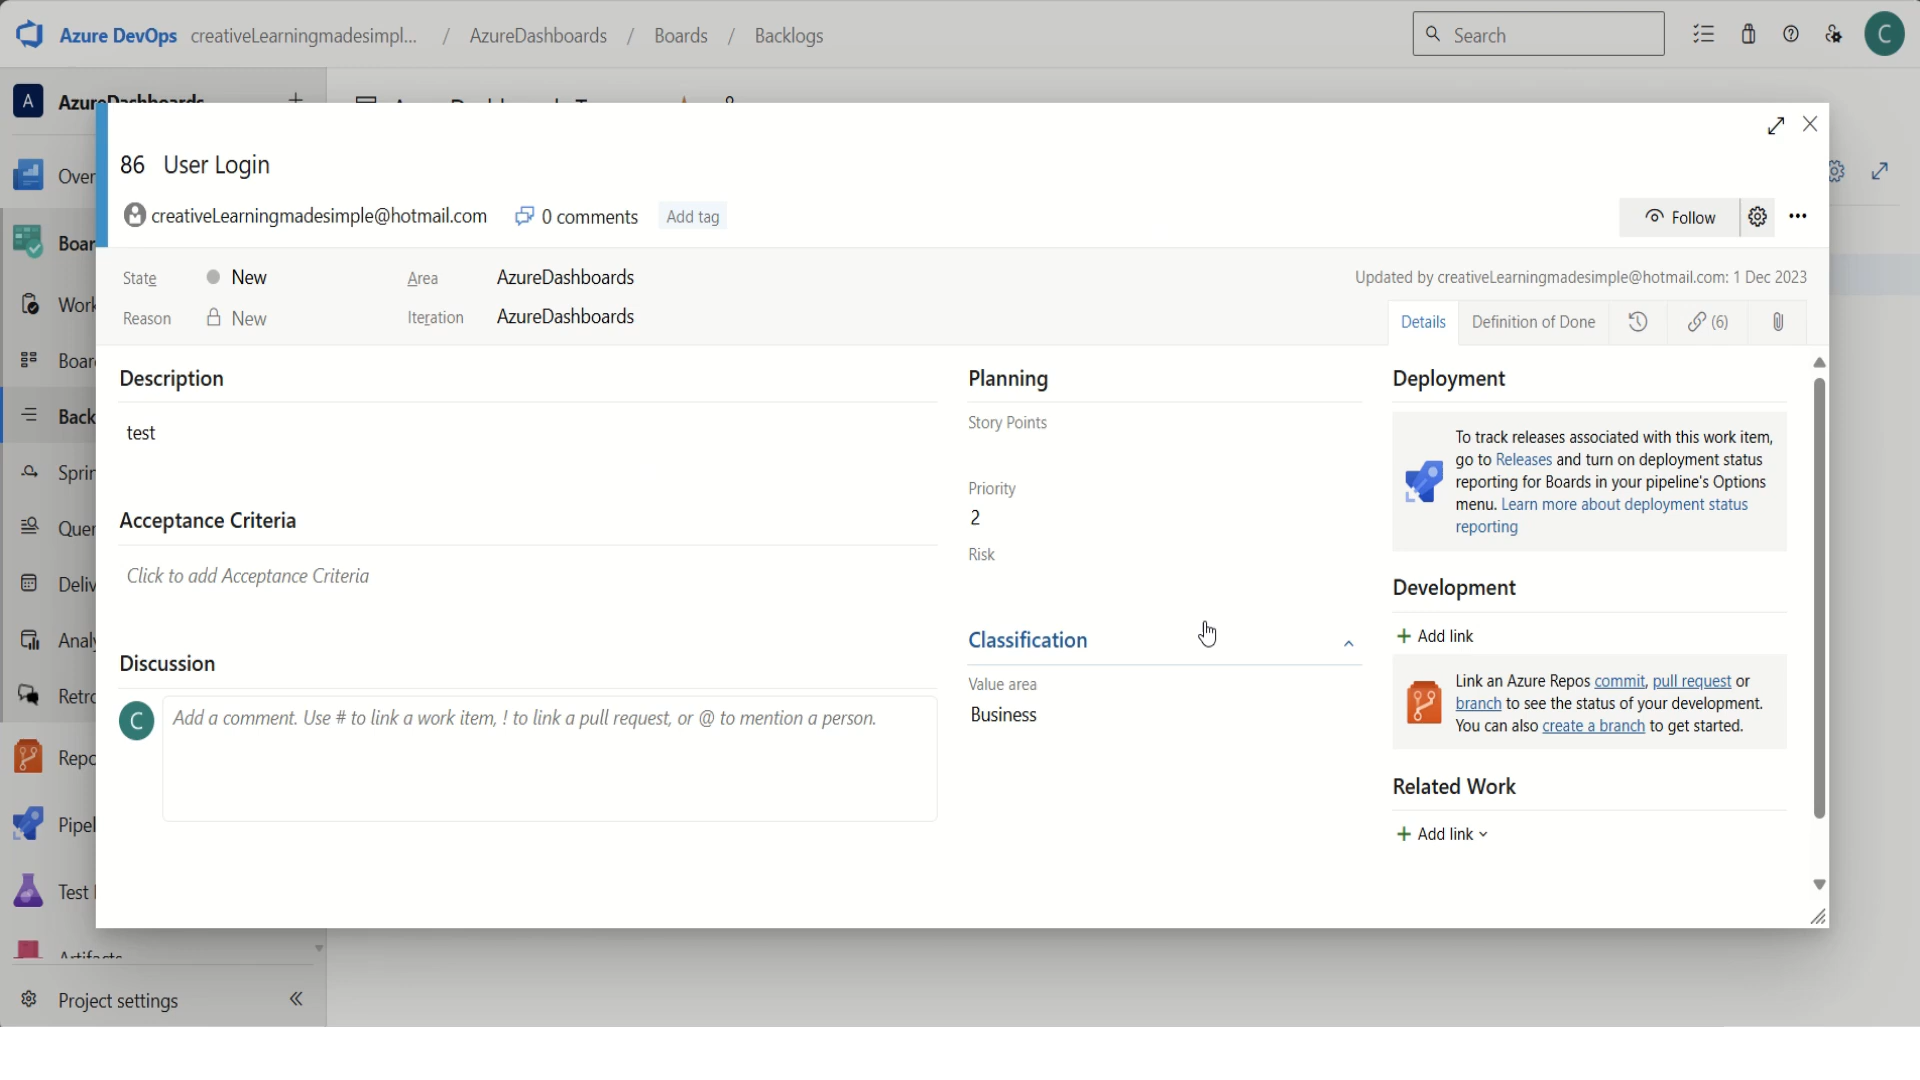 Azure DevOps creativeLearningmadesimpl... / AzureDashboards / Boards / Backlogs
Search
C
A
+
86 User Login
creativeLearningmadesimple@hotmail.com 0 comments Add tag
Follow
State New Area AzureDashboards
Updated by creativeLearningmadesimple@hotmail.com: 1 Dec 2023
Reason New Iteration AzureDashboards
Details Definition of Done (6)
Over
Boar
Work
Boar
Back
Sprin
Quer
Deliv
Analy
Retro
Repo
Pipel
Test
Project settings
Description
test
Acceptance Criteria
Click to add Acceptance Criteria
Discussion
C
Add a comment. Use # to link a work item, ! to link a pull request, or @ to mention a person.
Planning
Story Points
Priority
2
Risk
Classification
Value area
Business
Deployment
To track releases associated with this work item,
go to Releases and turn on deployment status
reporting for Boards in your pipeline's Options
menu. Learn more about deployment status
reporting
Development
+ Add link
Link an Azure Repos commit, pull request or
branch to see the status of your development.
You can also create a branch to get started.
Related Work
+ Add link